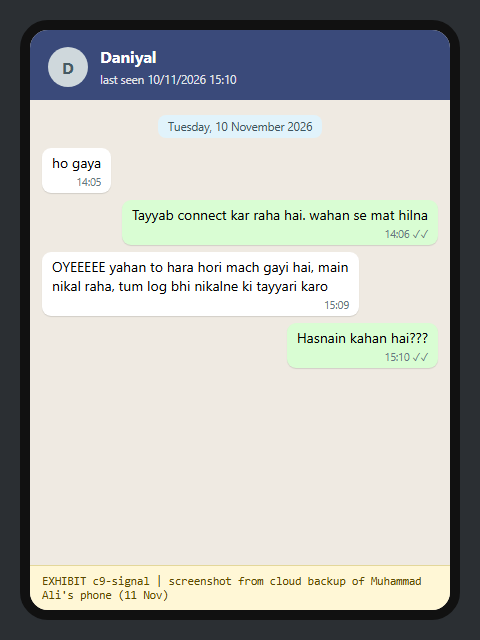 D
Daniyal
last seen 10/11/2026 15:10
Tuesday, 10 November 2026
ho gaya
14:05
Tayyab connect kar raha hai. wahan se mat hilna
14:06 ✓✓
OYEEEEE yahan to hara hori mach gayi hai, main
nikal raha, tum log bhi nikalne ki tayyari karo
15:09
Hasnain kahan hai???
15:10 ✓✓
EXHIBIT c9-signal | screenshot from cloud backup of Muhammad
Ali's phone (11 Nov)